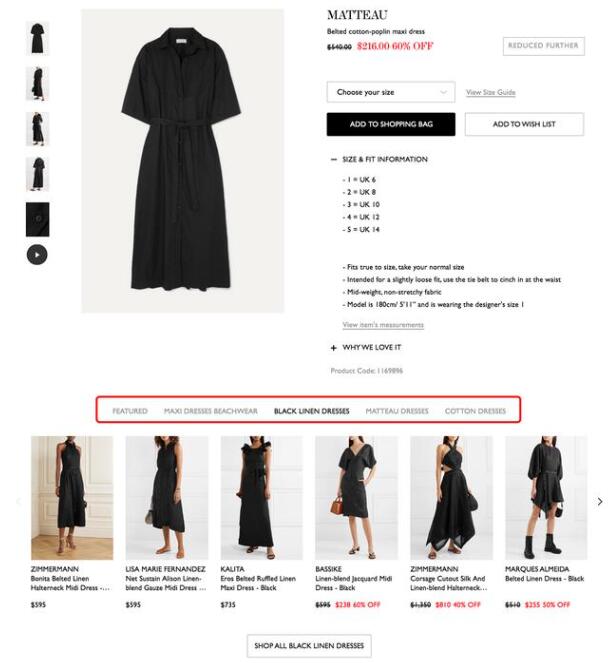 MATTEAU
Belted cotton-poplin maxi dress
$540.00 $216.00 60% OFF
REDUCED FURTHER
Choose your size
View Size Guide
ADD TO SHOPPING BAG
ADD TO WISH LIST
– SIZE & FIT INFORMATION
- 1 = UK 6
- 2 = UK 8
- 3 = UK 10
- 4 = UK 12
- 5 = UK 14
- Fits true to size, take your normal size
- Intended for a slightly loose fit, use the tie belt to cinch in at the waist
- Mid-weight, non-stretchy fabric
- Model is 180cm/ 5'11" and is wearing the designer's size 1
View item's measurements
+ WHY WE LOVE IT
Product Code: 1169896
FEATURED MAXI DRESSES BEACHWEAR BLACK LINEN DRESSES MATTEAU DRESSES COTTON DRESSES
ZIMMERMANN
Bonita Belted Linen
Halterneck Midi Dress -...
$595
LISA MARIE FERNANDEZ
Net Sustain Alison Linen-
blend Gauze Midi Dress ...
$595
KALITA
Eros Belted Ruffled Linen
Maxi Dress - Black
$735
BASSIKE
Linen-blend Jacquard Midi
Dress - Black
$595 $238 60% OFF
ZIMMERMANN
Corsage Cutout Silk And
Linen-blend Halterneck...
$1,350 $810 40% OFF
MARQUES ALMEIDA
Belted Linen Dress - Black
$510 $255 50% OFF
SHOP ALL BLACK LINEN DRESSES